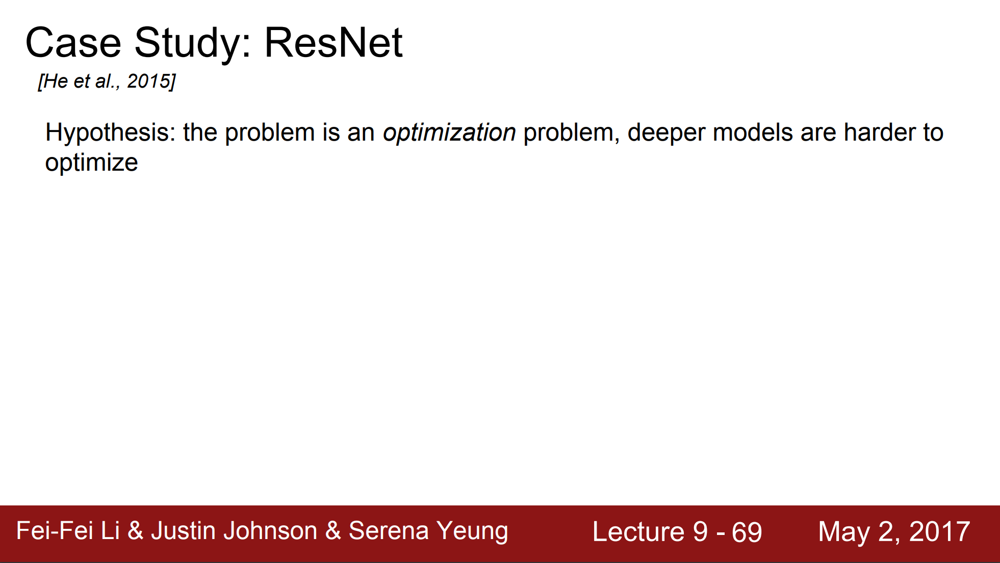 Case Study: ResNet
[He et al., 2015]
Hypothesis: the problem is an optimization problem, deeper models are harder to
optimize
Fei-Fei Li & Justin Johnson & Serena Yeung
Lecture 9 - 69
May 2, 2017